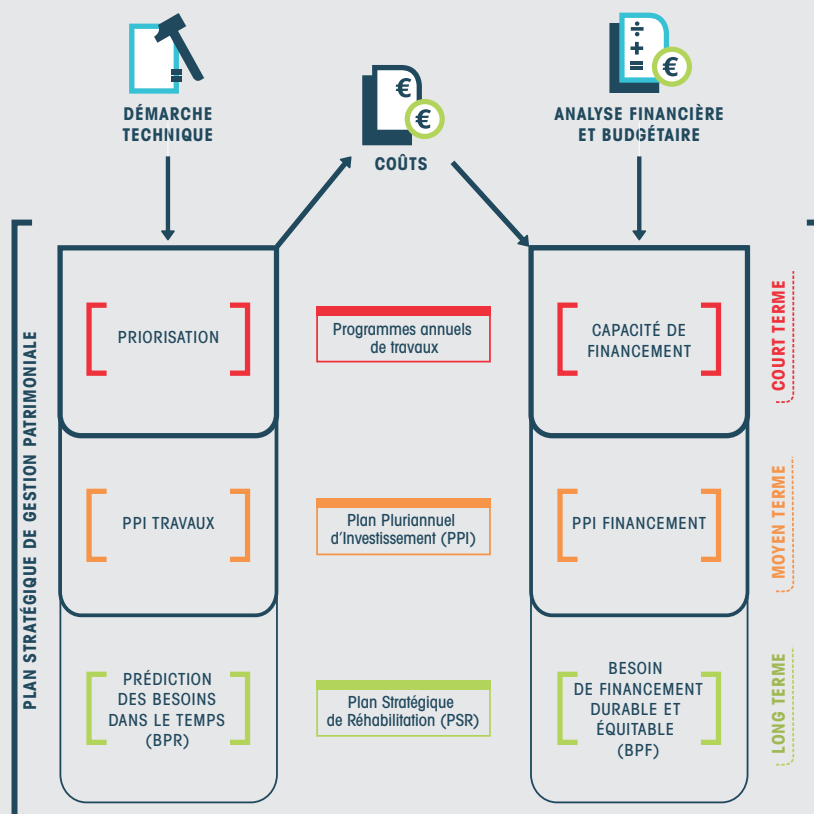 DÉMARCHE
TECHNIQUE
€
€
COÛTS
÷
+
=
€
ANALYSE FINANCIÈRE
ET BUDGÉTAIRE
PLAN STRATÉGIQUE DE GESTION PATRIMONIALE
PRIORISATION
Programmes annuels
de travaux
CAPACITÉ DE
FINANCEMENT
COURT TERME
PPI TRAVAUX
Plan Pluriannuel
d'Investissement (PPI)
PPI FINANCEMENT
MOYEN TERME
PRÉDICTION
DES BESOINS
DANS LE TEMPS
(BPR)
Plan Stratégique
de Réhabilitation (PSR)
BESOIN
DE FINANCEMENT
DURABLE ET
ÉQUITABLE
(BPF)
LONG TERME